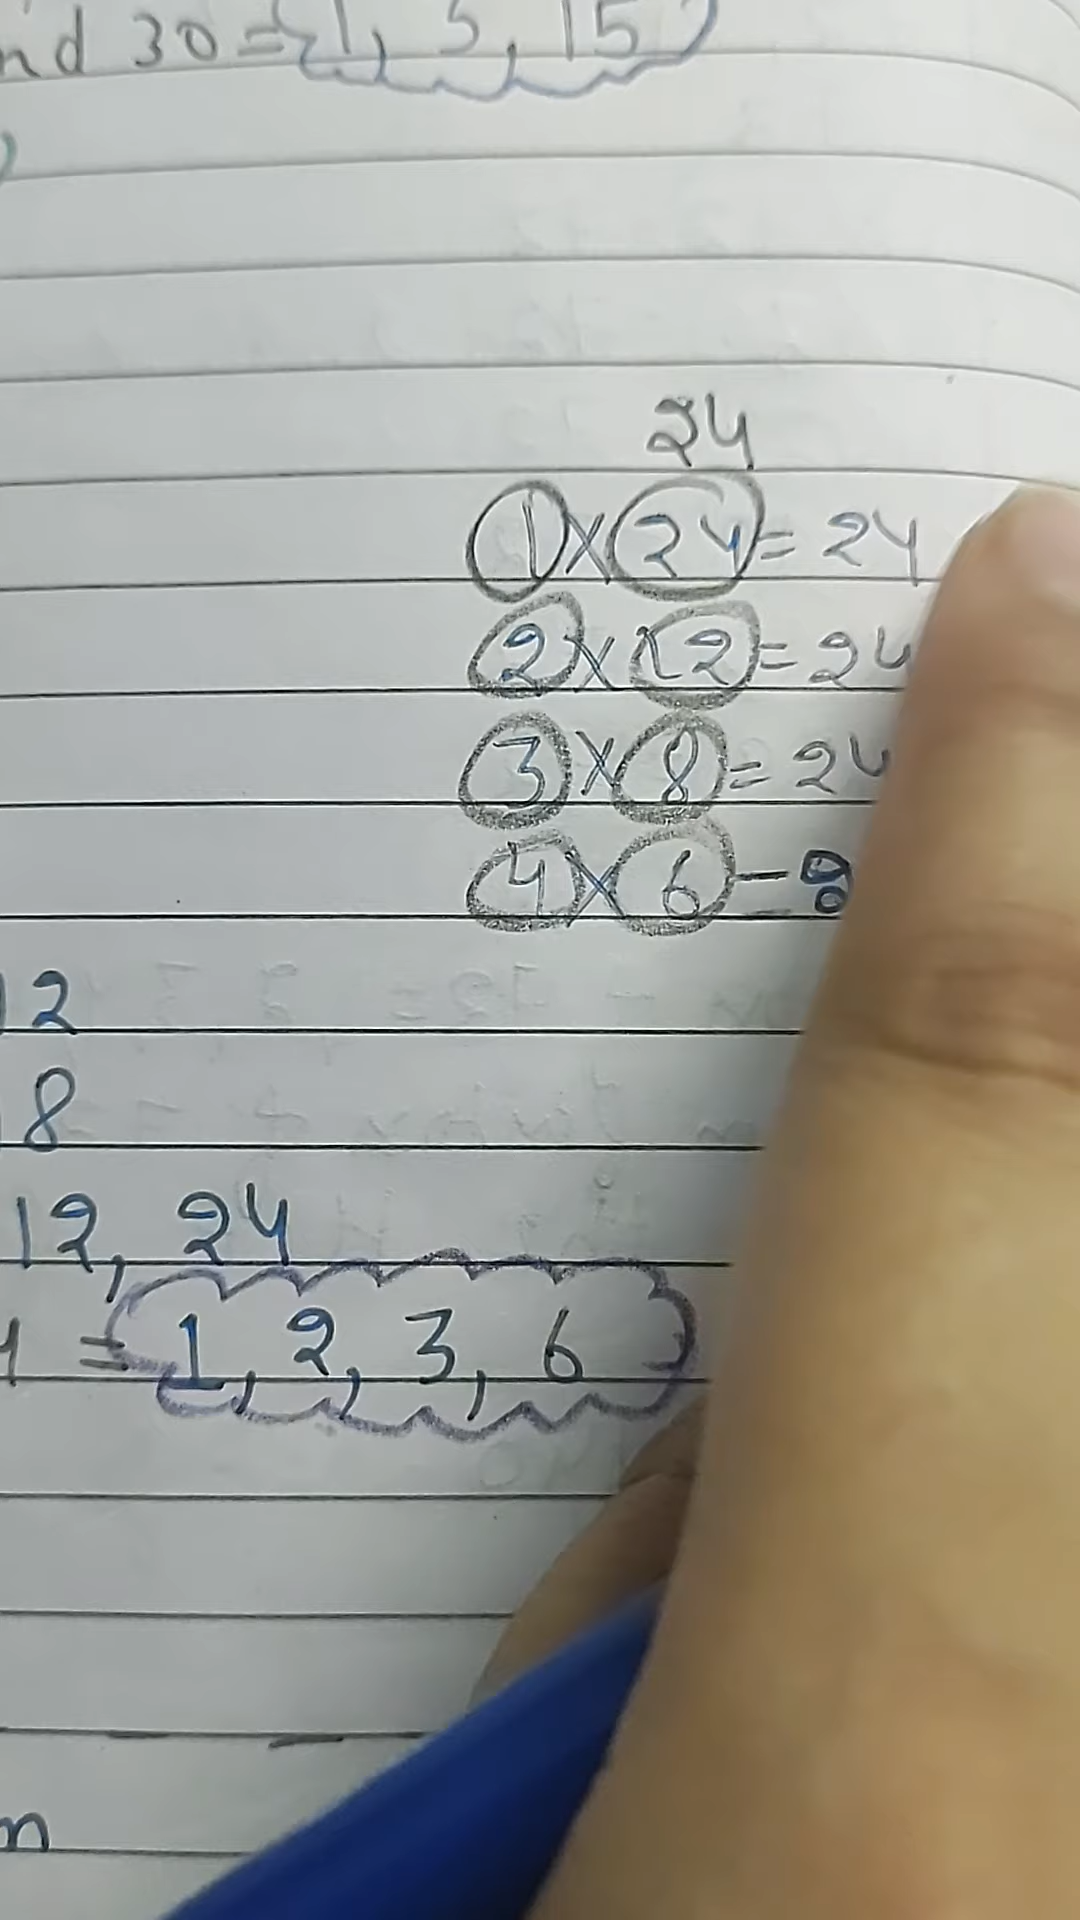 nd 30 = 1, 5, 15
24
1 × 24 = 24
2 × 12 = 24
3 × 8 = 24
4 × 6 =
12
8
12, 24
= 1, 2, 3, 6
n